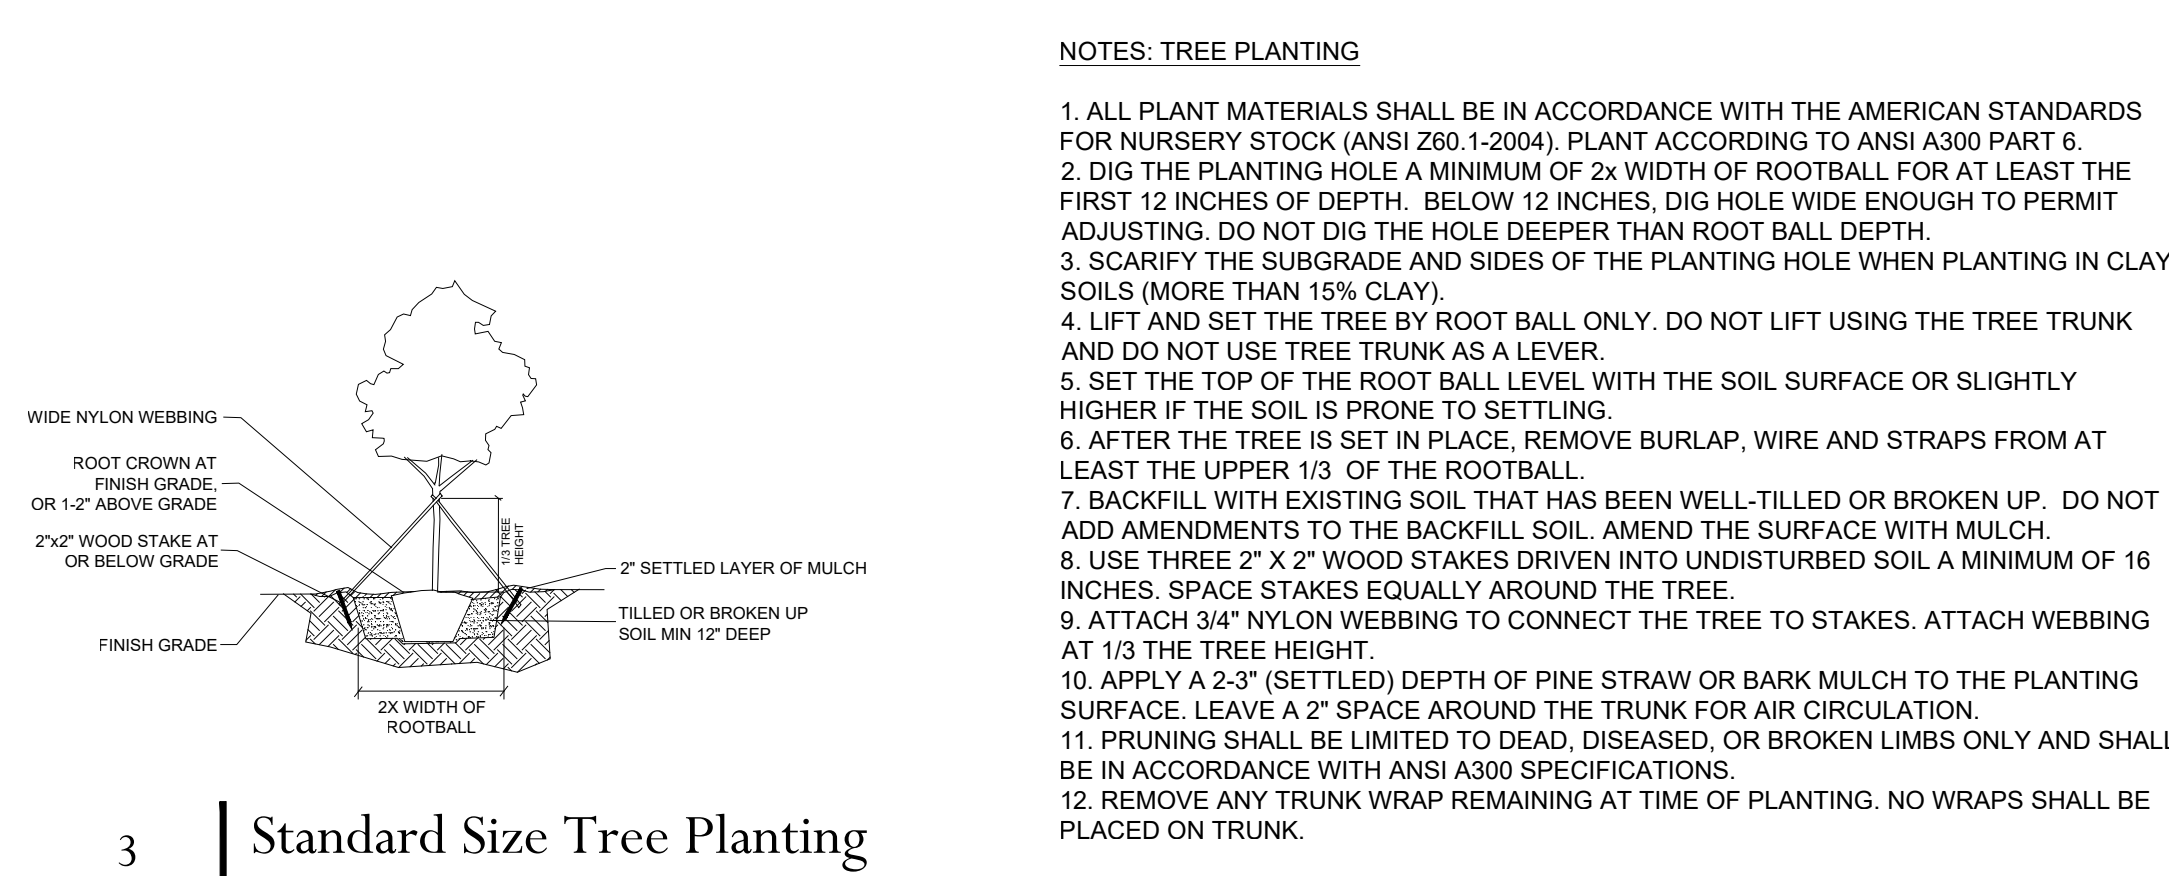 WIDE NYLON WEBBING
ROOT CROWN AT
FINISH GRADE,
OR 1-2" ABOVE GRADE
2"x2" WOOD STAKE AT
OR BELOW GRADE
FINISH GRADE
1/3 TREE
HEIGHT
2" SETTLED LAYER OF MULCH
TILLED OR BROKEN UP
SOIL MIN 12" DEEP
2X WIDTH OF
ROOTBALL
3
Standard Size Tree Planting
NOTES: TREE PLANTING
1. ALL PLANT MATERIALS SHALL BE IN ACCORDANCE WITH THE AMERICAN STANDARDS
FOR NURSERY STOCK (ANSI Z60.1-2004). PLANT ACCORDING TO ANSI A300 PART 6.
2. DIG THE PLANTING HOLE A MINIMUM OF 2x WIDTH OF ROOTBALL FOR AT LEAST THE
FIRST 12 INCHES OF DEPTH.  BELOW 12 INCHES, DIG HOLE WIDE ENOUGH TO PERMIT
ADJUSTING. DO NOT DIG THE HOLE DEEPER THAN ROOT BALL DEPTH.
3. SCARIFY THE SUBGRADE AND SIDES OF THE PLANTING HOLE WHEN PLANTING IN CLAY
SOILS (MORE THAN 15% CLAY).
4. LIFT AND SET THE TREE BY ROOT BALL ONLY. DO NOT LIFT USING THE TREE TRUNK
AND DO NOT USE TREE TRUNK AS A LEVER.
5. SET THE TOP OF THE ROOT BALL LEVEL WITH THE SOIL SURFACE OR SLIGHTLY
HIGHER IF THE SOIL IS PRONE TO SETTLING.
6. AFTER THE TREE IS SET IN PLACE, REMOVE BURLAP, WIRE AND STRAPS FROM AT
LEAST THE UPPER 1/3  OF THE ROOTBALL.
7. BACKFILL WITH EXISTING SOIL THAT HAS BEEN WELL-TILLED OR BROKEN UP.  DO NOT
ADD AMENDMENTS TO THE BACKFILL SOIL. AMEND THE SURFACE WITH MULCH.
8. USE THREE 2" X 2" WOOD STAKES DRIVEN INTO UNDISTURBED SOIL A MINIMUM OF 16
INCHES. SPACE STAKES EQUALLY AROUND THE TREE.
9. ATTACH 3/4" NYLON WEBBING TO CONNECT THE TREE TO STAKES. ATTACH WEBBING
AT 1/3 THE TREE HEIGHT.
10. APPLY A 2-3" (SETTLED) DEPTH OF PINE STRAW OR BARK MULCH TO THE PLANTING
SURFACE. LEAVE A 2" SPACE AROUND THE TRUNK FOR AIR CIRCULATION.
11. PRUNING SHALL BE LIMITED TO DEAD, DISEASED, OR BROKEN LIMBS ONLY AND SHALL
BE IN ACCORDANCE WITH ANSI A300 SPECIFICATIONS.
12. REMOVE ANY TRUNK WRAP REMAINING AT TIME OF PLANTING. NO WRAPS SHALL BE
PLACED ON TRUNK.